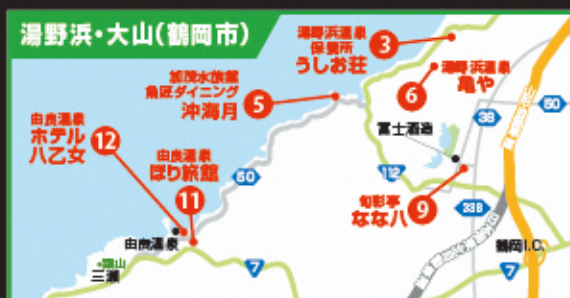 湯野浜・大山(鶴岡市)
湯野浜温泉
保養所
うしお荘
3
湯野浜温泉
亀や
6
加茂水族館
魚匠ダイニング
沖海月
5
由良温泉
ホテル
八乙女
12
由良温泉
ほり旅館
11
冨士酒造
旬彩亭
なな八
9
由良温泉
三瀬
鶴岡I.C.
50
50
38
112
338
7
7